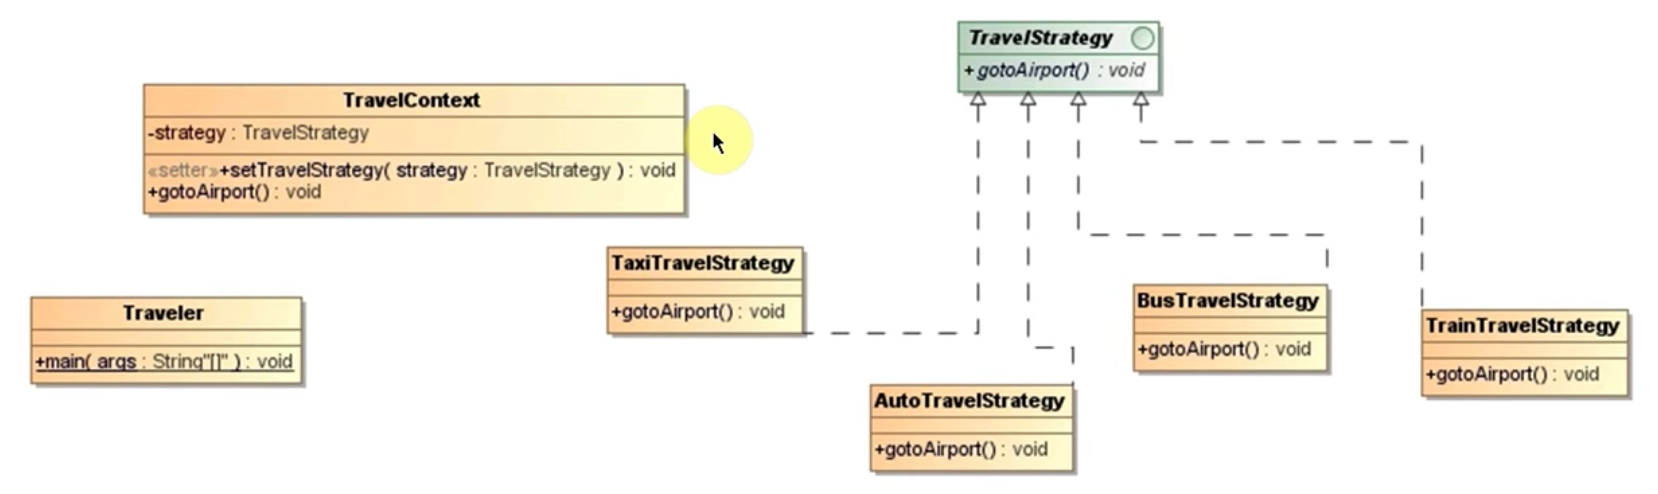 TravelStrategy
+ gotoAirport() : void
TravelContext
-strategy : TravelStrategy
«setter»+setTravelStrategy( strategy : TravelStrategy ) : void
+gotoAirport() : void
TaxiTravelStrategy
+gotoAirport() : void
BusTravelStrategy
+gotoAirport() : void
Traveler
+main( args : String"[]" ) : void
TrainTravelStrategy
+gotoAirport() : void
AutoTravelStrategy
+gotoAirport() : void